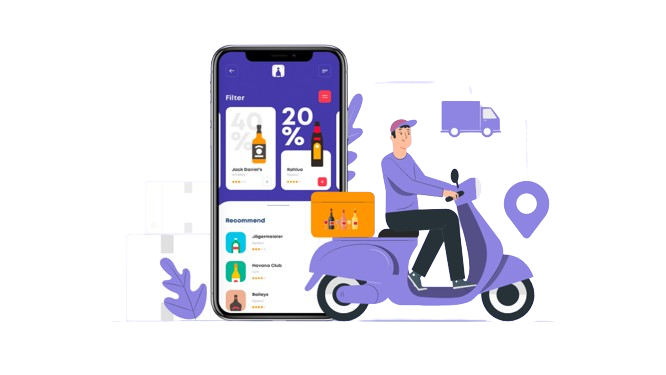 Filter
40
%
20
%
Jack Daniel's
Kahlua
Recommend
Jägermeister
Havana Club
Baileys